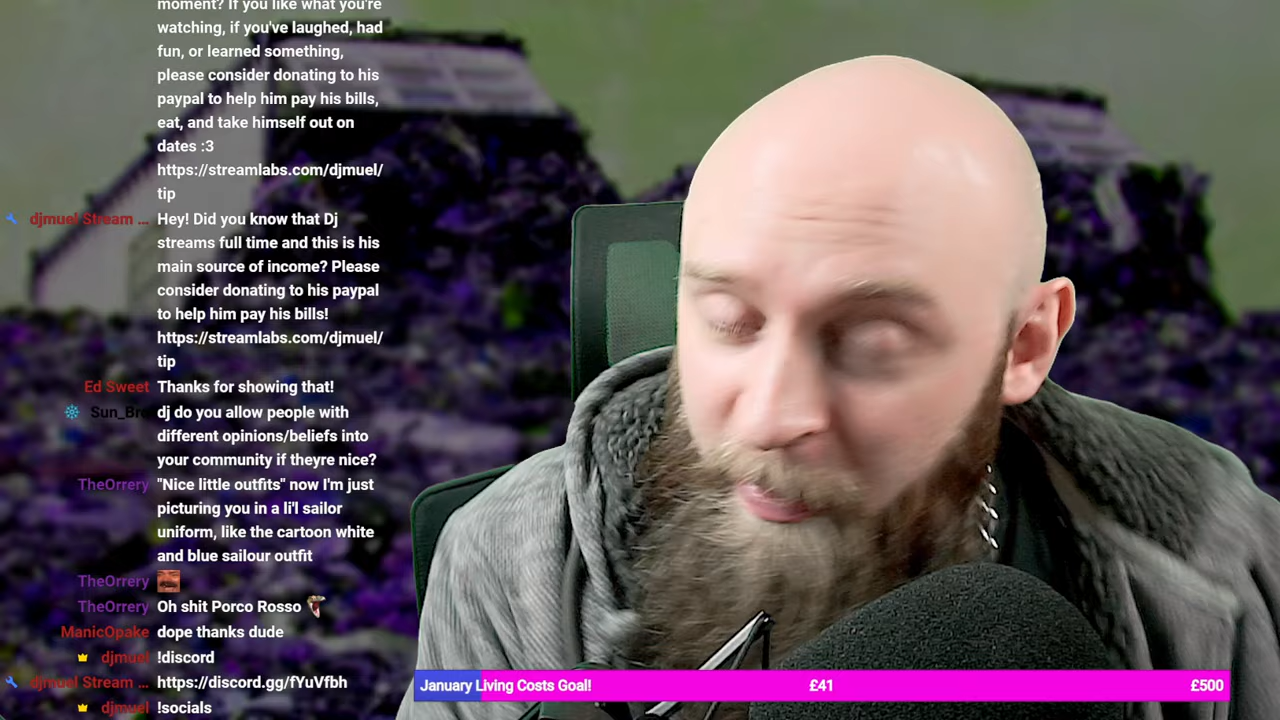 moment? If you like what you're
watching, if you've laughed, had
fun, or learned something,
please consider donating to his
paypal to help him pay his bills,
eat, and take himself out on
dates :3
https://streamlabs.com/djmuel/
tip
djmuel Stream ... Hey! Did you know that Dj
streams full time and this is his
main source of income? Please
consider donating to his paypal
to help him pay his bills!
https://streamlabs.com/djmuel/
tip
Ed Sweet Thanks for showing that!
Sun_Bro dj do you allow people with
different opinions/beliefs into
your community if theyre nice?
TheOrrery "Nice little outfits" now I'm just
picturing you in a li'l sailor
uniform, like the cartoon white
and blue sailour outfit
TheOrrery
TheOrrery Oh shit Porco Rosso
ManicOpake dope thanks dude
djmuel !discord
djmuel Stream ... https://discord.gg/fYuVfbh
djmuel !socials
January Living Costs Goal! £41 £500